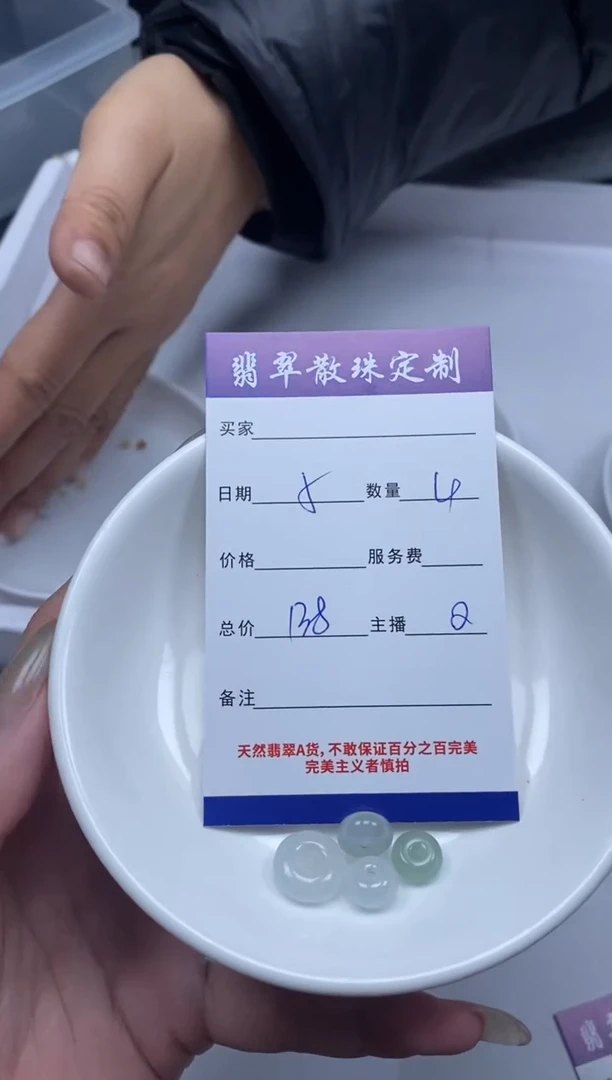 翡翠散珠定制
买家
日期 8 数量 4
价格 服务费
总价 138 主播 2
备注
天然翡翠A货，不敢保证百分之百完美
完美主义者慎拍